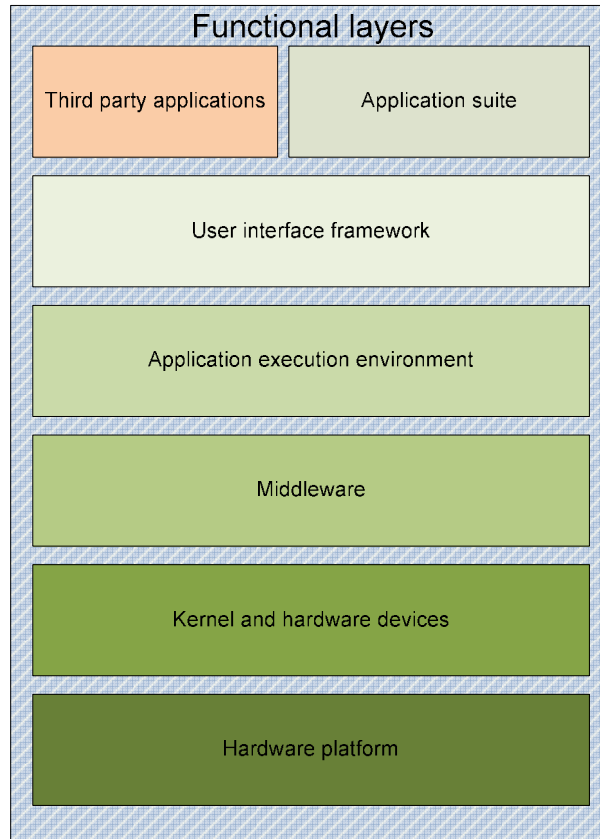 Functional layers
Third party applications
Application suite
User interface framework
Application execution environment
Middleware
Kernel and hardware devices
Hardware platform